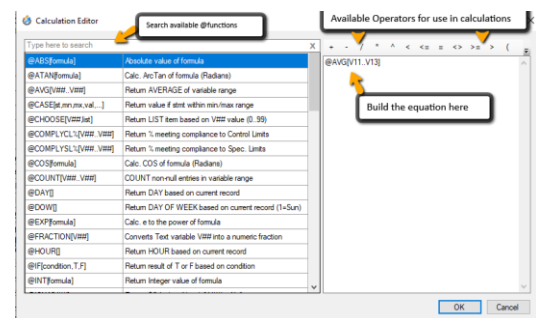 Calculation Editor
Search available @functions
Available Operators for use in calculations
Type here to search X
+ - / * ^ < <= = <> >= > (
@AVG[V11..V13]
Build the equation here
@ABS[formula] Absolute value of formula
@ATAN[formula] Calc. ArcTan of formula (Radians)
@AVG[V##..V##] Return AVERAGE of variable range
@CASE[st,mn,mx,val,...] Return value if stmt within min/max range
@CHOOSE[V##,list] Return LIST item based on V## value (0..99)
@COMPLYCL%[V##..V##] Return % meeting compliance to Control Limits
@COMPLYSL%[V##..V##] Return % meeting compliance to Spec. Limits
@COS[formula] Calc. COS of formula (Radians)
@COUNT[V##..V##] COUNT non-null entries in variable range
@DAY[] Return DAY based on current record
@DOW[] Return DAY OF WEEK based on current record (1=Sun)
@EXP[formula] Calc. e to the power of formula
@FRACTION[V##] Converts Text variable V## into a numeric fraction
@HOUR[] Return HOUR based on current record
@IF[condition,T,F] Return result of T or F based on condition
@INT[formula] Return Integer value of formula
OK Cancel